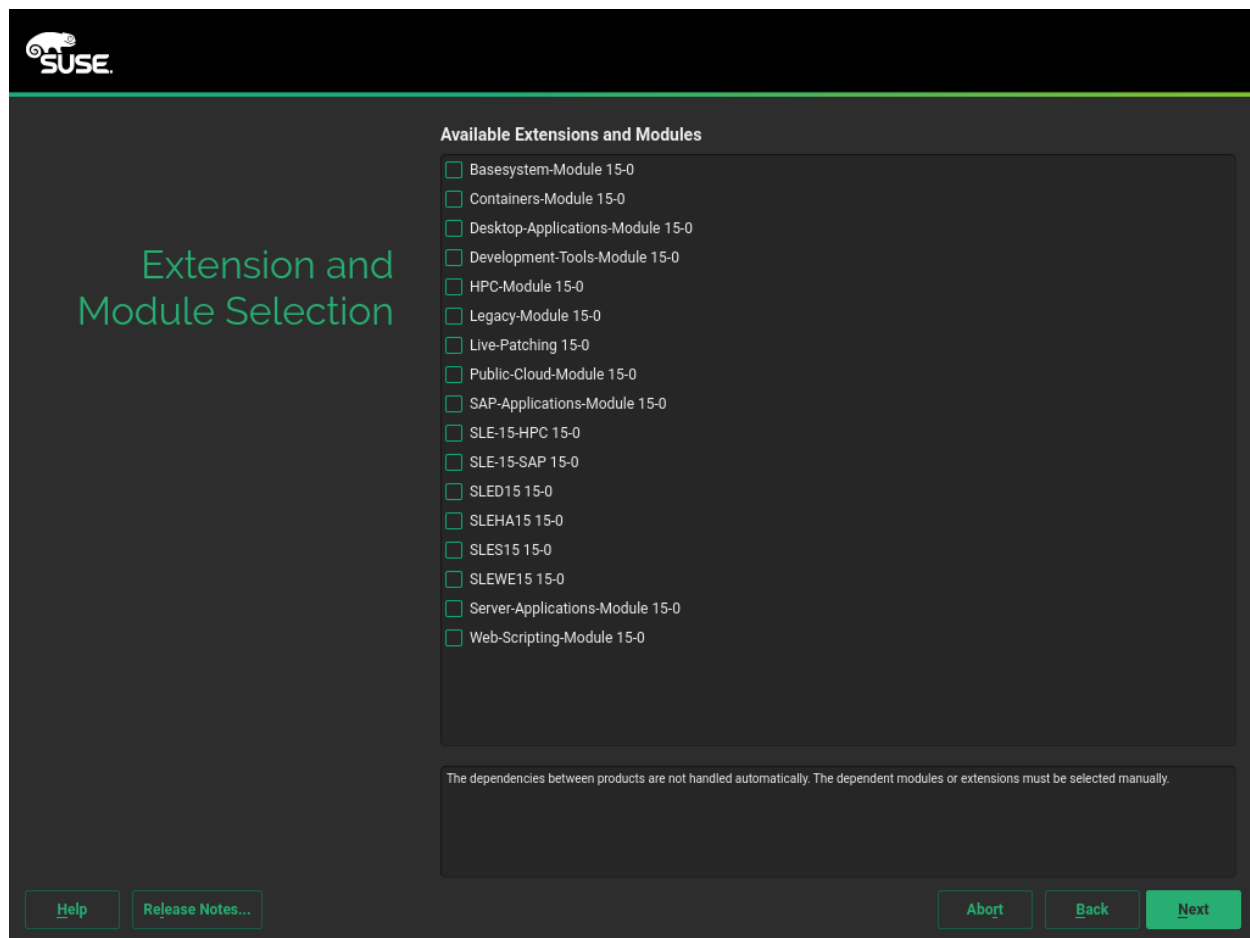 SUSE.
Available Extensions and Modules
Extension and
Module Selection
Basesystem-Module 15-0
Containers-Module 15-0
Desktop-Applications-Module 15-0
Development-Tools-Module 15-0
HPC-Module 15-0
Legacy-Module 15-0
Live-Patching 15-0
Public-Cloud-Module 15-0
SAP-Applications-Module 15-0
SLE-15-HPC 15-0
SLE-15-SAP 15-0
SLED15 15-0
SLEHA15 15-0
SLES15 15-0
SLEWE15 15-0
Server-Applications-Module 15-0
Web-Scripting-Module 15-0
The dependencies between products are not handled automatically. The dependent modules or extensions must be selected manually.
Help Release Notes... Abort Back Next